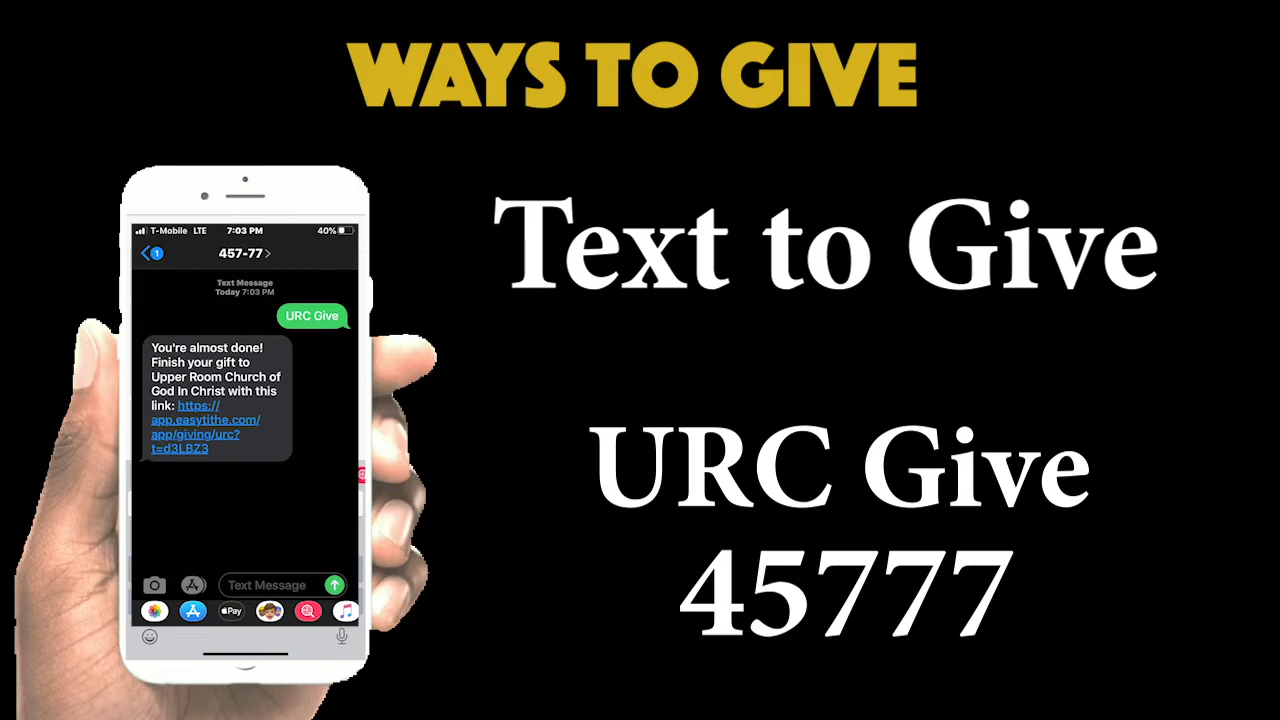 WAYS TO GIVE
T-Mobile LTE 7:03 PM 40%
1 457-77
Text Message
Today 7:03 PM
URC Give
You're almost done!
Finish your gift to
Upper Room Church of
God In Christ with this
link: https://
app.easytithe.com/
app/giving/urc?
t=d3LBZ3
Text Message
Pay
Text to Give
URC Give
45777